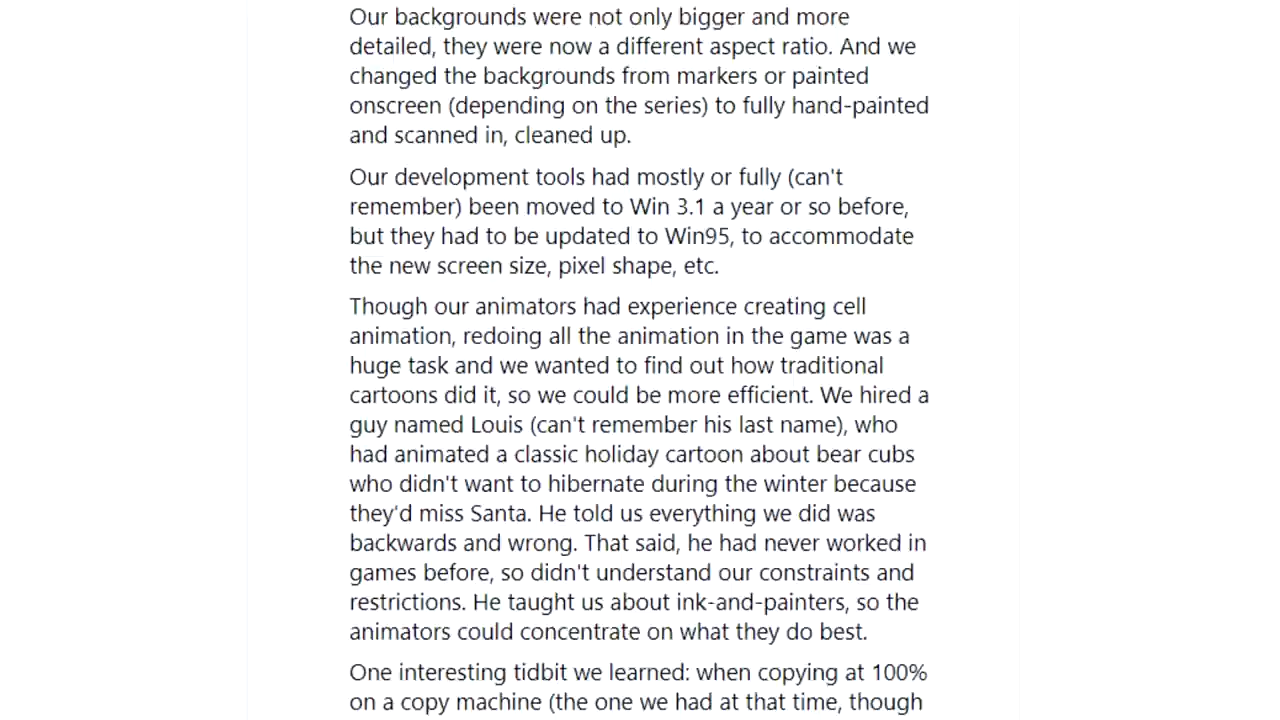 Our backgrounds were not only bigger and more
detailed, they were now a different aspect ratio. And we
changed the backgrounds from markers or painted
onscreen (depending on the series) to fully hand-painted
and scanned in, cleaned up.
Our development tools had mostly or fully (can't
remember) been moved to Win 3.1 a year or so before,
but they had to be updated to Win95, to accommodate
the new screen size, pixel shape, etc.
Though our animators had experience creating cell
animation, redoing all the animation in the game was a
huge task and we wanted to find out how traditional
cartoons did it, so we could be more efficient. We hired a
guy named Louis (can't remember his last name), who
had animated a classic holiday cartoon about bear cubs
who didn't want to hibernate during the winter because
they'd miss Santa. He told us everything we did was
backwards and wrong. That said, he had never worked in
games before, so didn't understand our constraints and
restrictions. He taught us about ink-and-painters, so the
animators could concentrate on what they do best.
One interesting tidbit we learned: when copying at 100%
on a copy machine (the one we had at that time, though